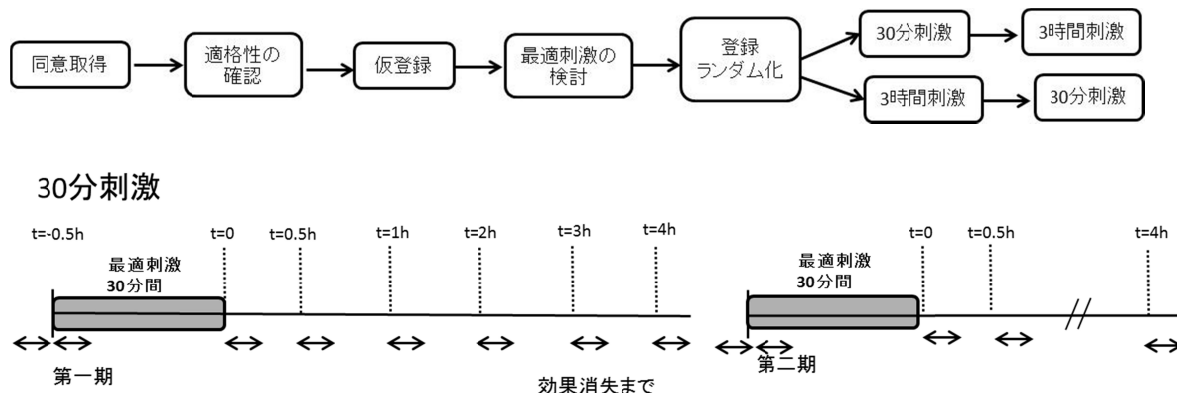 同意取得
適格性の
確認
仮登録
最適刺激の
検討
登録
ランダム化
30分刺激
3時間刺激
3時間刺激
30分刺激
30分刺激
t=-0.5h
t=0
t=0.5h
t=1h
t=2h
t=3h
t=4h
最適刺激
30分間
第一期
効果消失まで
t=0
t=0.5h
t=4h
最適刺激
30分間
第二期